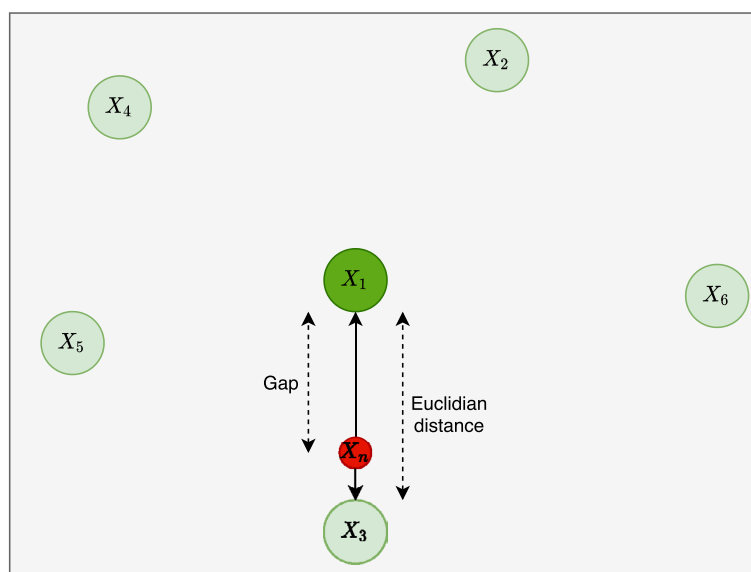 X₂
X₄
X₁
X₆
X₅
Gap
Euclidian
distance
Xₙ
X₃